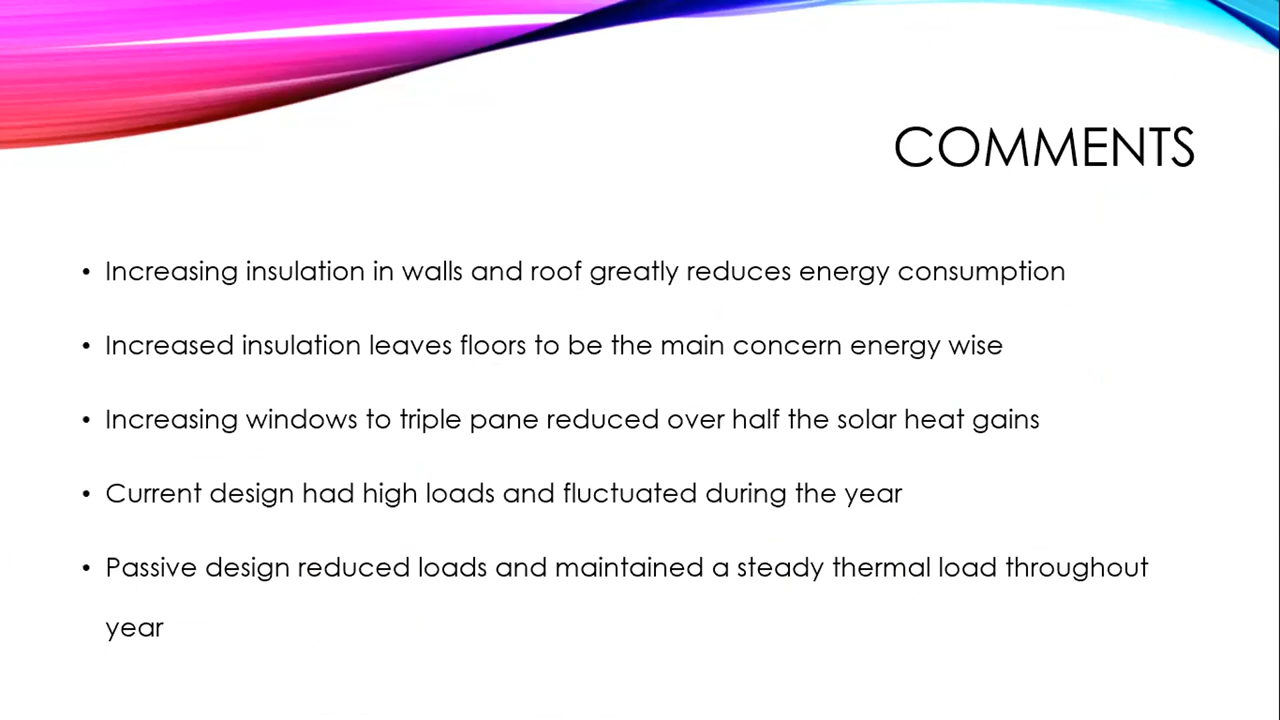 COMMENTS
• Increasing insulation in walls and roof greatly reduces energy consumption
• Increased insulation leaves floors to be the main concern energy wise
• Increasing windows to triple pane reduced over half the solar heat gains
• Current design had high loads and fluctuated during the year
• Passive design reduced loads and maintained a steady thermal load throughout
year